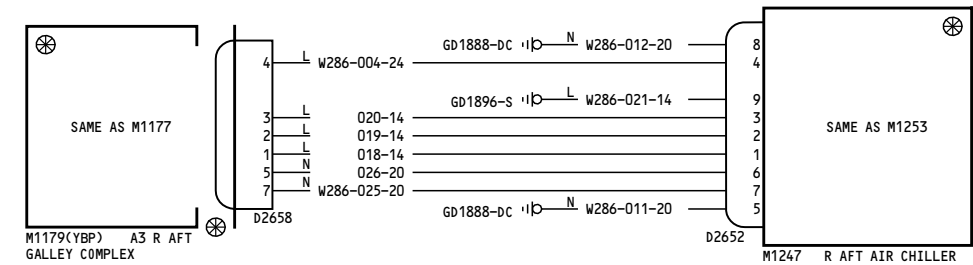 GD1888-DC N W286-012-20 8
4 L W286-004-24 4
GD1896-S L W286-021-14 9
3 L 020-14 3
SAME AS M1177
SAME AS M1253
2 L 019-14 2
1 L 018-14 1
5 N 026-20 6
7 N W286-025-20 7
GD1888-DC N W286-011-20 5
D2658
D2652
M1179(YBP) A3 R AFT
GALLEY COMPLEX
M1247 R AFT AIR CHILLER